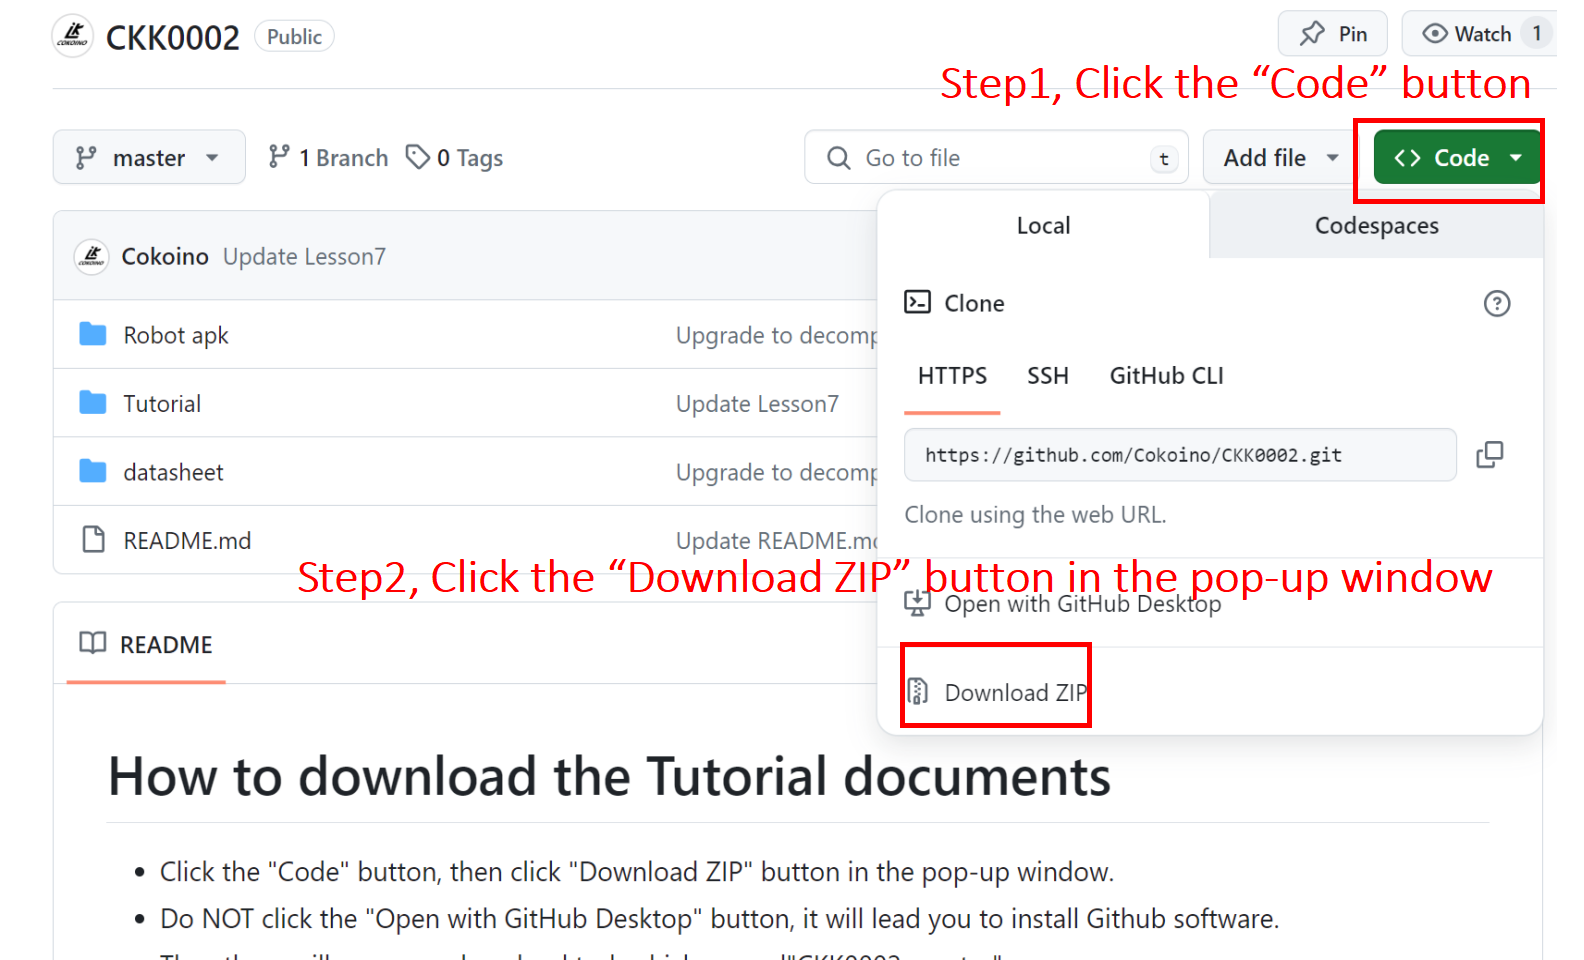 CKK0002 Public Pin Watch 1
Step1, Click the “Code” button
master 1 Branch 0 Tags Go to file t Add file <> Code
Local Codespaces
Cokoino Update Lesson7
Clone
Robot apk Upgrade to decomp
HTTPS SSH GitHub CLI
Tutorial Update Lesson7
https://github.com/Cokoino/CKK0002.git
datasheet Upgrade to decomp
Clone using the web URL.
README.md Update README.md
Step2, Click the “Download ZIP” button in the pop-up window
Open with GitHub Desktop
README
Download ZIP
How to download the Tutorial documents
• Click the "Code" button, then click "Download ZIP" button in the pop-up window.
• Do NOT click the "Open with GitHub Desktop" button, it will lead you to install Github software.